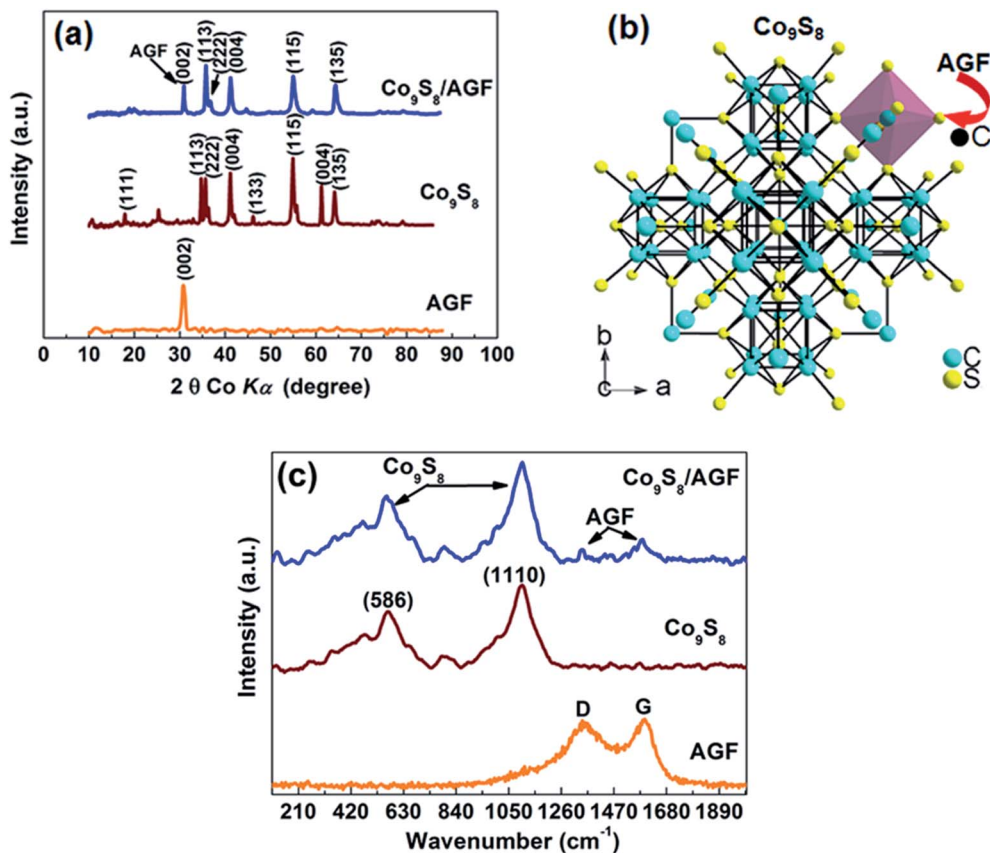 (a)
AGF
(002)
(113)
(222)
(004)
(115)
(135)
Co₉S₈/AGF
(111)
(113)
(222)
(004)
(133)
(115)
(004)
(135)
Co₉S₈
(002)
AGF
Intensity (a.u.)
0 10 20 30 40 50 60 70 80 90 100
2 θ Co Kα (degree)
(b)
Co₉S₈
AGF
C
b
c
a
C
S
(c)
Co₉S₈
Co₉S₈/AGF
AGF
(586)
(1110)
Co₉S₈
D
G
AGF
Intensity (a.u.)
210 420 630 840 1050 1260 1470 1680 1890
Wavenumber (cm⁻¹)